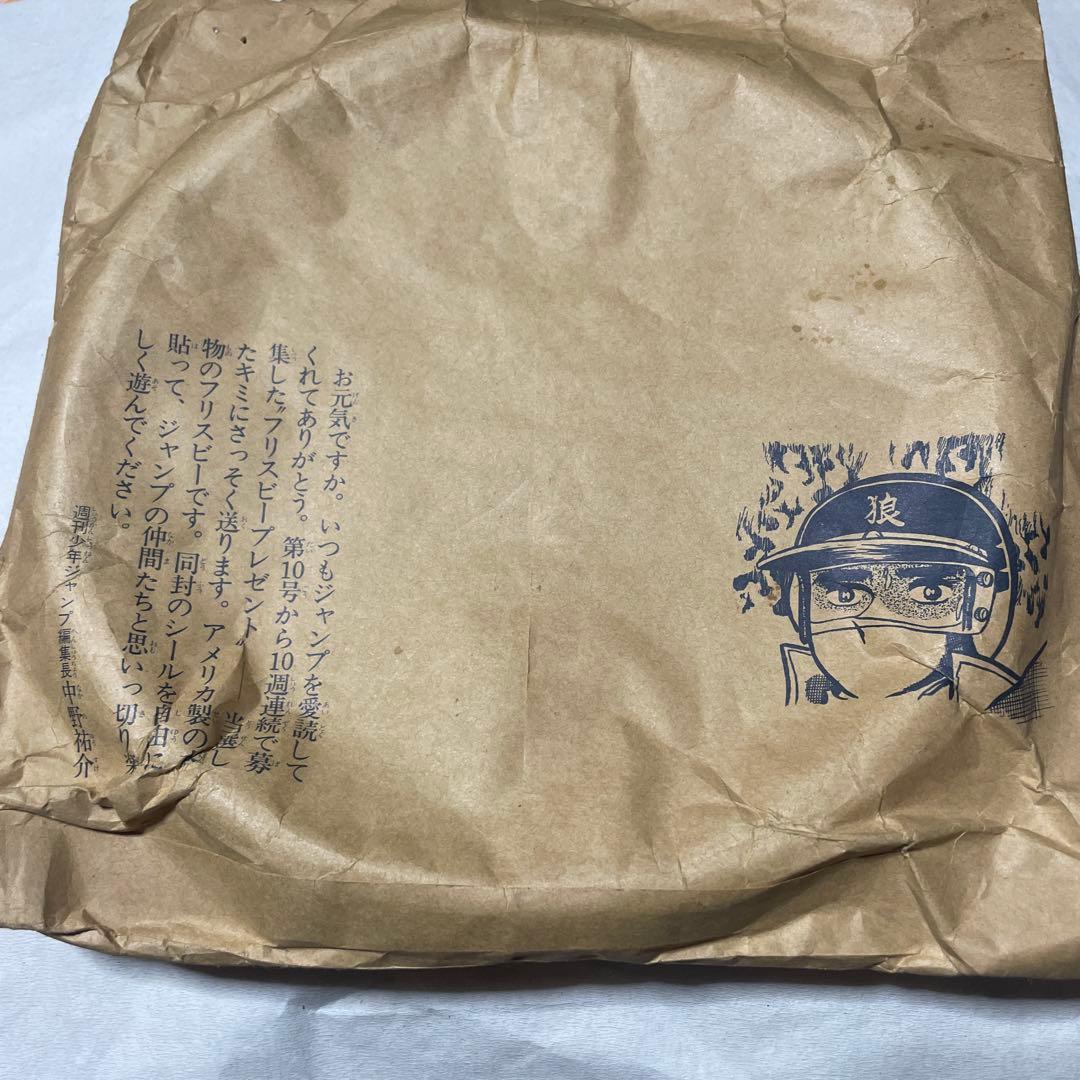 お元気ですか。いつもジャンプを愛読して
くれてありがとう。第10号から10週連続で募
集した〝フリスビープレゼント〟当選し
たキミにさっそく送ります。アメリカ製の本
物のフリスビーです。同封のシールを自由に
貼って、ジャンプの仲間たちと思いっ切り楽
しく遊んでください。
週刊少年ジャンプ編集長 中野祐介
狼